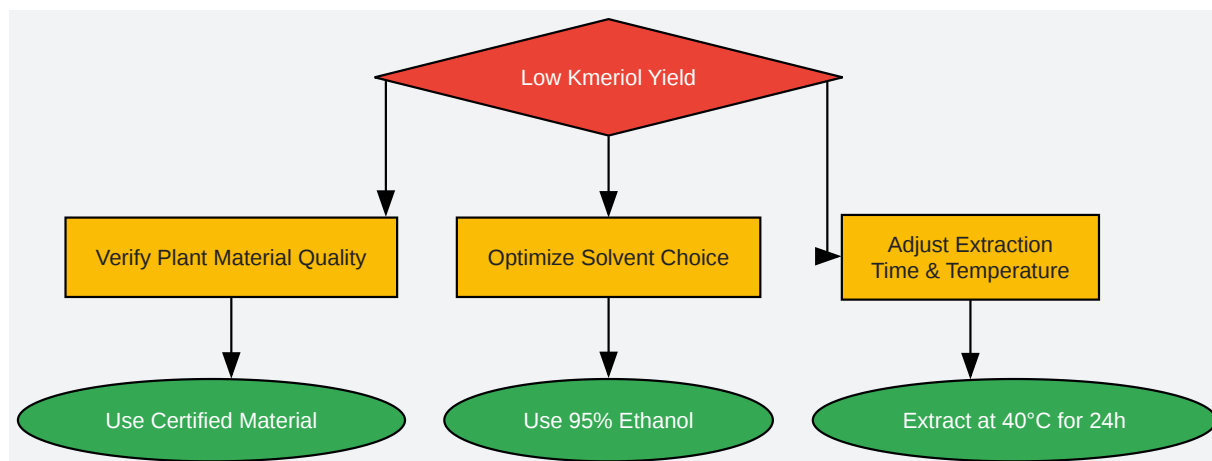 Low Kmeriol Yield
Verify Plant Material Quality
Optimize Solvent Choice
Adjust Extraction
Time & Temperature
Use Certified Material
Use 95% Ethanol
Extract at 40°C for 24h